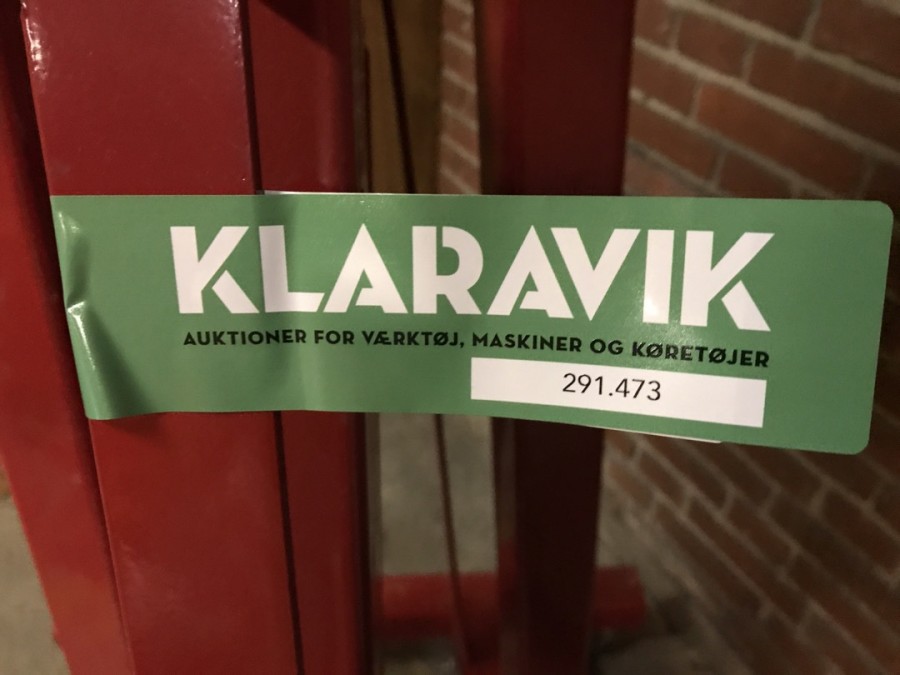 KLARAVIK
AUKTIONER FOR VÆRKTØJ, MASKINER OG KØRETØJER
291.473